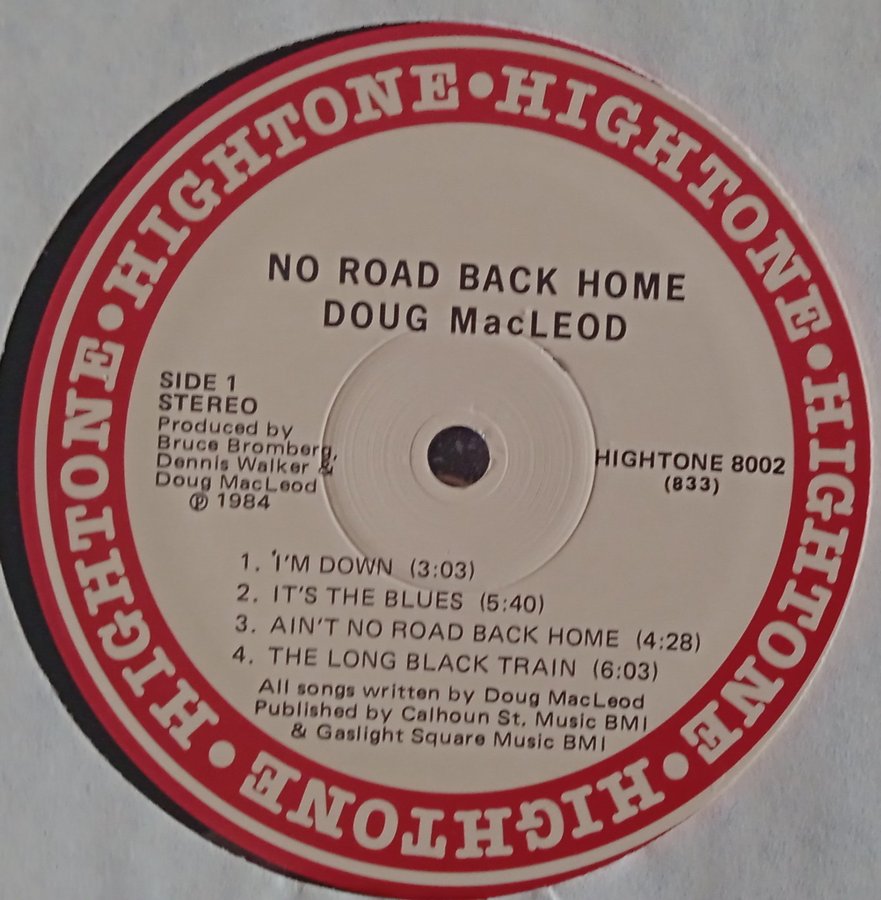 HIGHTONE • HIGHTONE • HIGHTONE • HIGHTONE • HIGHTONE • HIGHTONE •
NO ROAD BACK HOME
DOUG MacLEOD
SIDE 1
STEREO
Produced by
Bruce Bromberg,
Dennis Walker &
Doug MacLeod
℗ 1984
HIGHTONE 8002
(833)
1. I'M DOWN (3:03)
2. IT'S THE BLUES (5:40)
3. AIN'T NO ROAD BACK HOME (4:28)
4. THE LONG BLACK TRAIN (6:03)
All songs written by Doug MacLeod
Published by Calhoun St. Music BMI
& Gaslight Square Music BMI